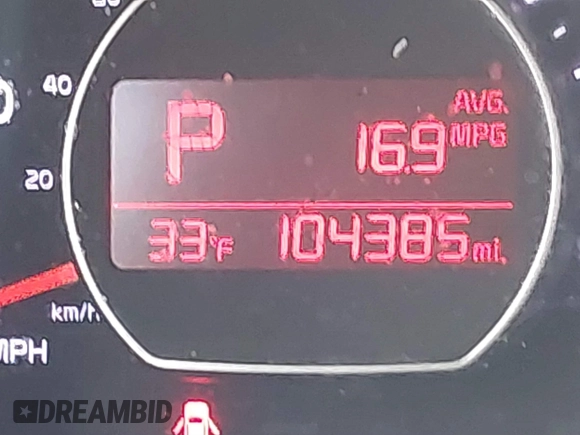 40
P
AVG.
16.9 MPG
20
33°F
104385 mi.
km/h
MPH
DREAMBID